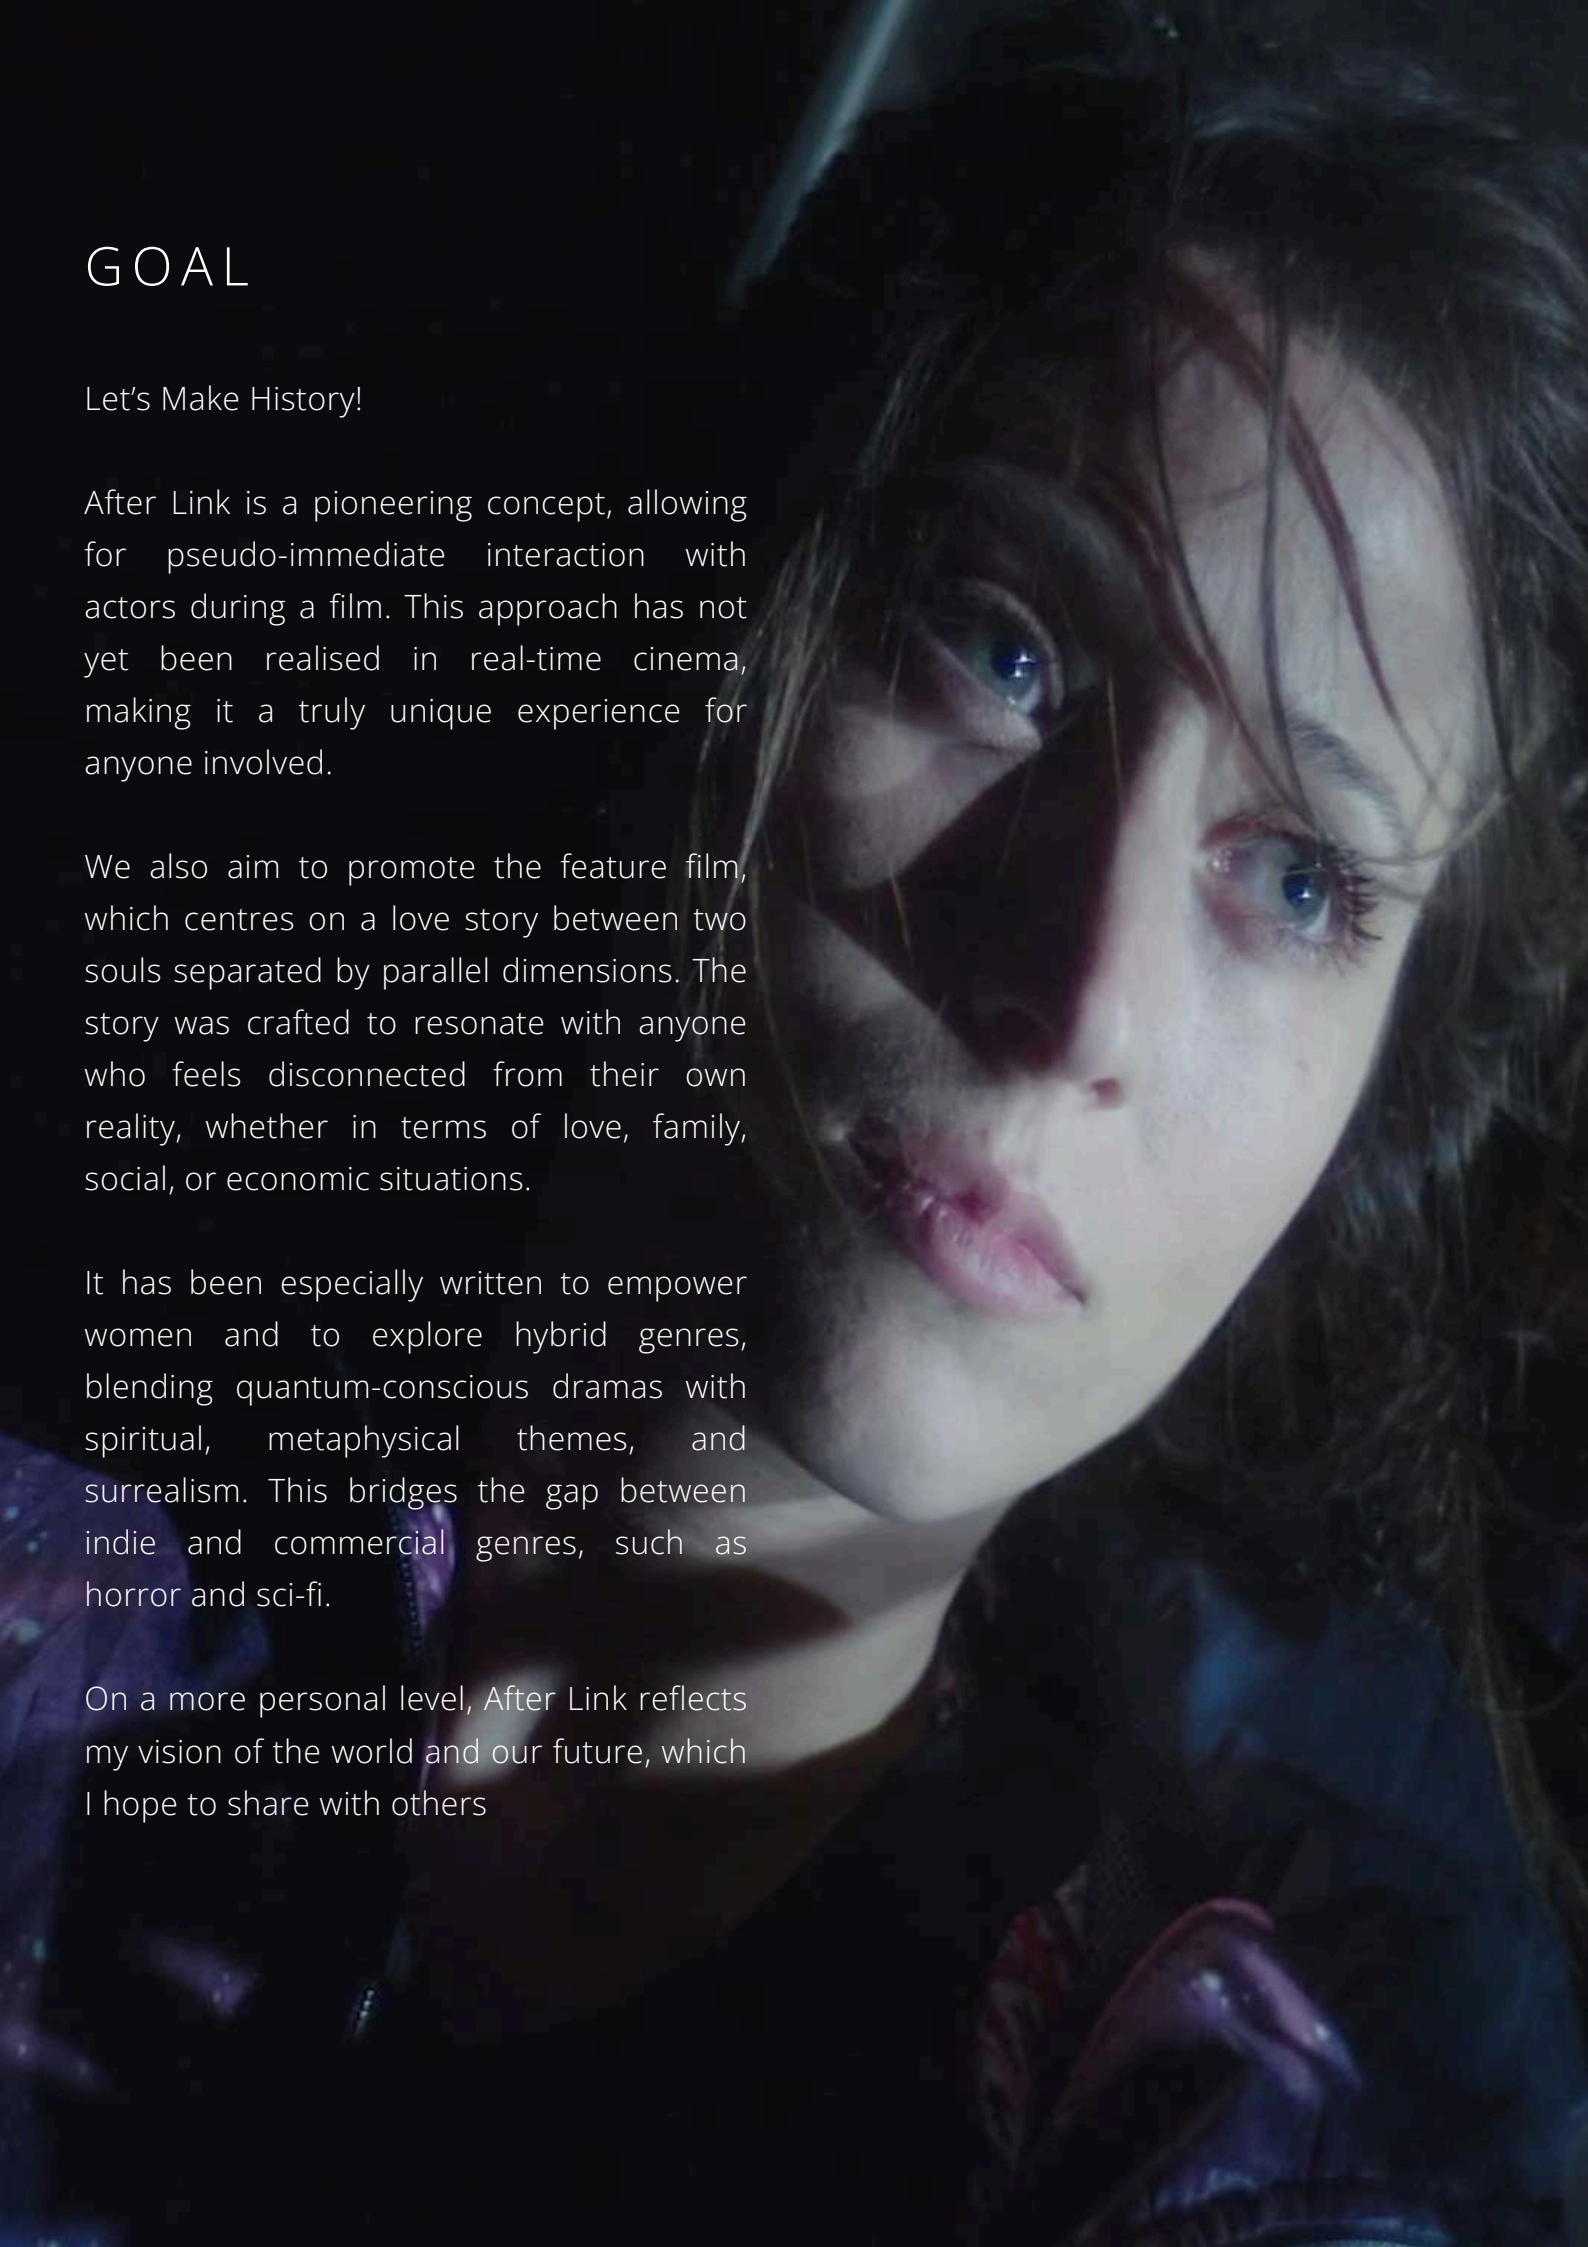 GOAL
Let’s Make History!
After Link is a pioneering concept, allowing
for pseudo-immediate interaction with
actors during a film. This approach has not
yet been realised in real-time cinema,
making it a truly unique experience for
anyone involved.
We also aim to promote the feature film,
which centres on a love story between two
souls separated by parallel dimensions. The
story was crafted to resonate with anyone
who feels disconnected from their own
reality, whether in terms of love, family,
social, or economic situations.
It has been especially written to empower
women and to explore hybrid genres,
blending quantum-conscious dramas with
spiritual, metaphysical themes, and
surrealism. This bridges the gap between
indie and commercial genres, such as
horror and sci-fi.
On a more personal level, After Link reflects
my vision of the world and our future, which
I hope to share with others